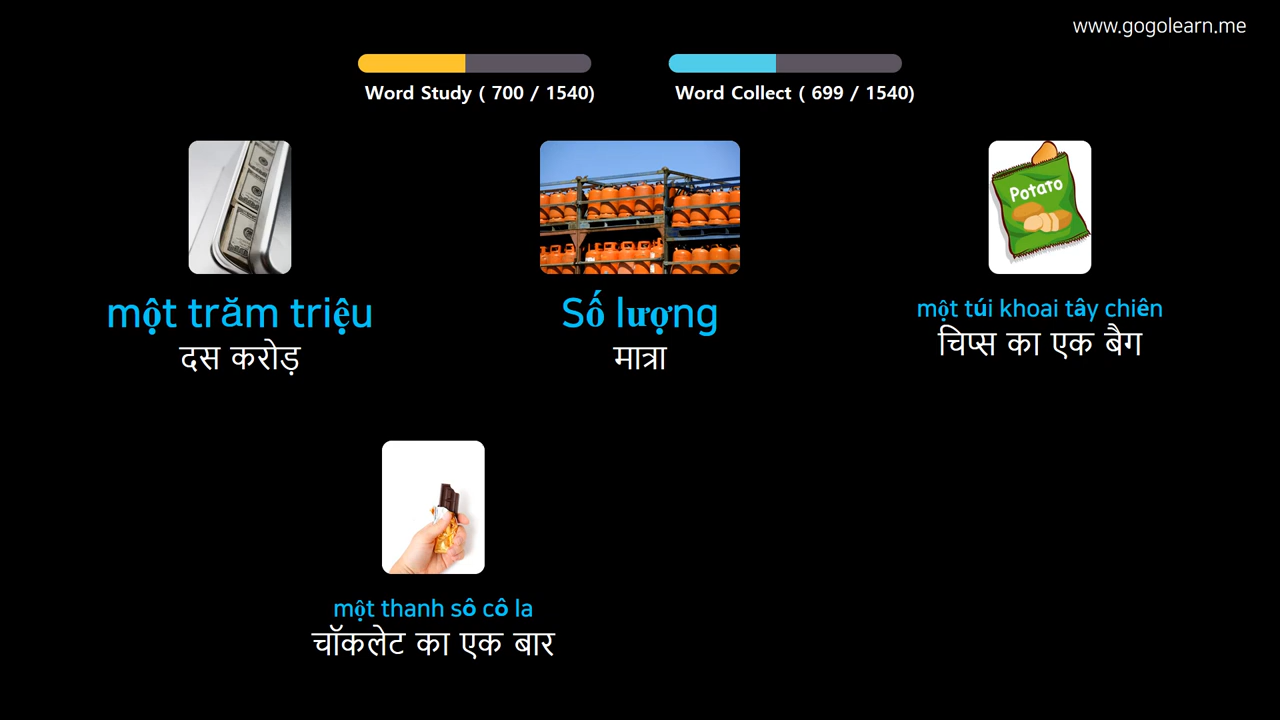 www.gogolearn.me
Word Study ( 700 / 1540)
Word Collect ( 699 / 1540)
Potato
một trăm triệu
दस करोड़
Số lượng
मात्रा
một túi khoai tây chiên
चिप्स का एक बैग
một thanh sô cô la
चॉकलेट का एक बार